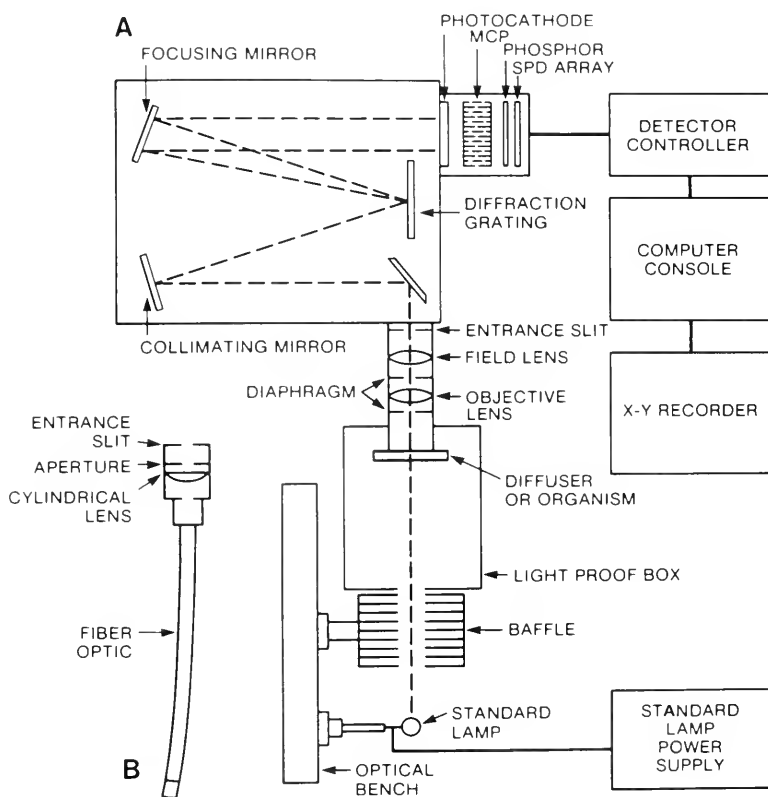 A
FOCUSING MIRROR
PHOTOCATHODE
MCP
PHOSPHOR
SPD ARRAY
DETECTOR
CONTROLLER
DIFFRACTION
GRATING
COMPUTER
CONSOLE
COLLIMATING MIRROR
ENTRANCE SLIT
FIELD LENS
DIAPHRAGM
OBJECTIVE
LENS
X-Y RECORDER
ENTRANCE
SLIT
APERTURE
CYLINDRICAL
LENS
DIFFUSER
OR ORGANISM
LIGHT PROOF BOX
FIBER
OPTIC
BAFFLE
STANDARD
LAMP
STANDARD
LAMP
POWER
SUPPLY
B
OPTICAL
BENCH